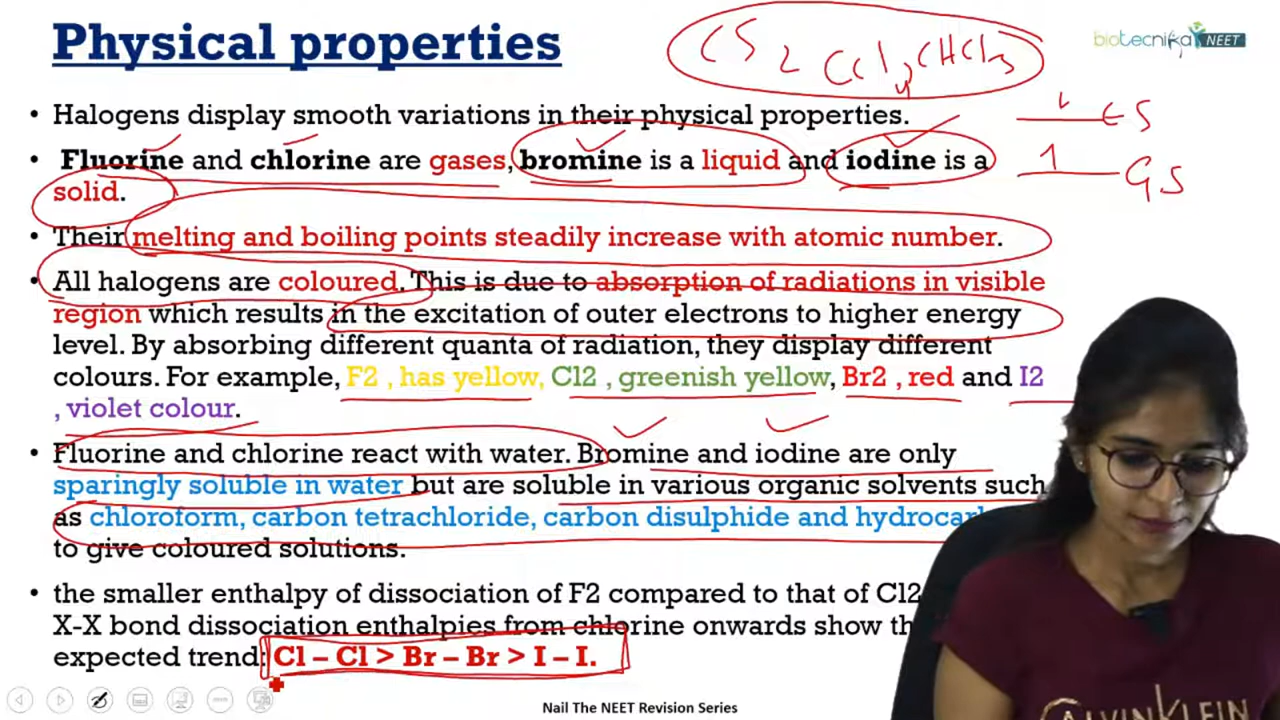 Physical properties
CS2 CCl4 CHCl3
biotecnika NEET
• Halogens display smooth variations in their physical properties.
ES
• Fluorine and chlorine are gases, bromine is a liquid and iodine is a
1 GS
solid.
• Their melting and boiling points steadily increase with atomic number.
• All halogens are coloured. This is due to absorption of radiations in visible
region which results in the excitation of outer electrons to higher energy
level. By absorbing different quanta of radiation, they display different
colours. For example, F2 , has yellow, Cl2 , greenish yellow, Br2 , red and I2
, violet colour.
• Fluorine and chlorine react with water. Bromine and iodine are only
sparingly soluble in water but are soluble in various organic solvents such
as chloroform, carbon tetrachloride, carbon disulphide and
to give coloured solutions.
• the smaller enthalpy of dissociation of F2 compared to that of Cl2
X-X bond dissociation enthalpies from chlorine onwards show
expected trend: Cl – Cl > Br – Br > I – I.
CALVIN KLEIN
Nail The NEET Revision Series